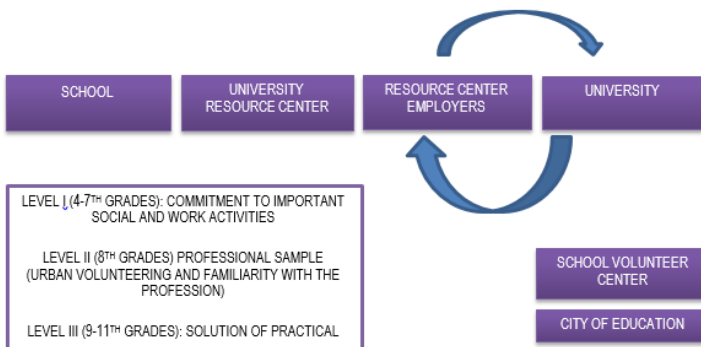 SCHOOL
UNIVERSITY
RESOURCE CENTER
RESOURCE CENTER
EMPLOYERS
UNIVERSITY
LEVEL I (4-7TH GRADES): COMMITMENT TO IMPORTANT
SOCIAL AND WORK ACTIVITIES
LEVEL II (8TH GRADES) PROFESSIONAL SAMPLE
(URBAN VOLUNTEERING AND FAMILIARITY WITH THE
PROFESSION)
LEVEL III (9-11TH GRADES): SOLUTION OF PRACTICAL
SCHOOL VOLUNTEER
CENTER
CITY OF EDUCATION